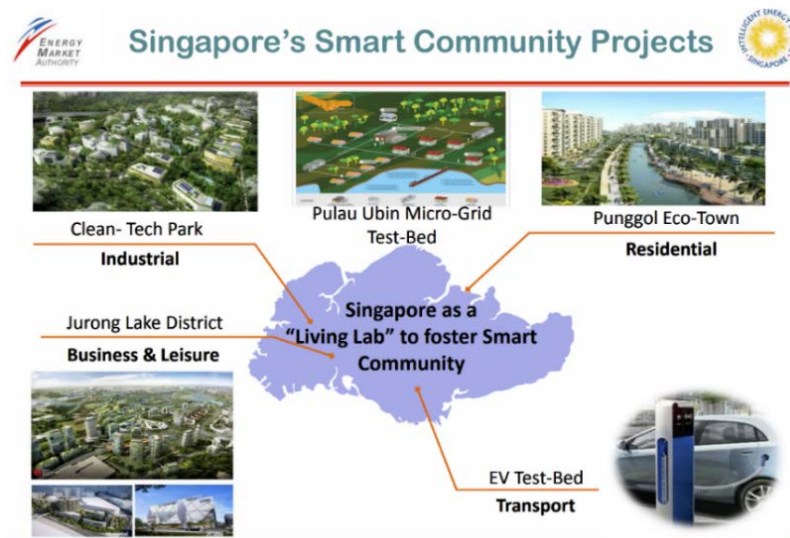 ENERGY
MARKET
AUTHORITY
Singapore's Smart Community Projects
INTELLIGENT ENERGY SYSTEM
SINGAPORE
Clean- Tech Park
Industrial
Pulau Ubin Micro-Grid
Test-Bed
Punggol Eco-Town
Residential
Jurong Lake District
Business & Leisure
Singapore as a
"Living Lab" to foster Smart
Community
EV Test-Bed
Transport